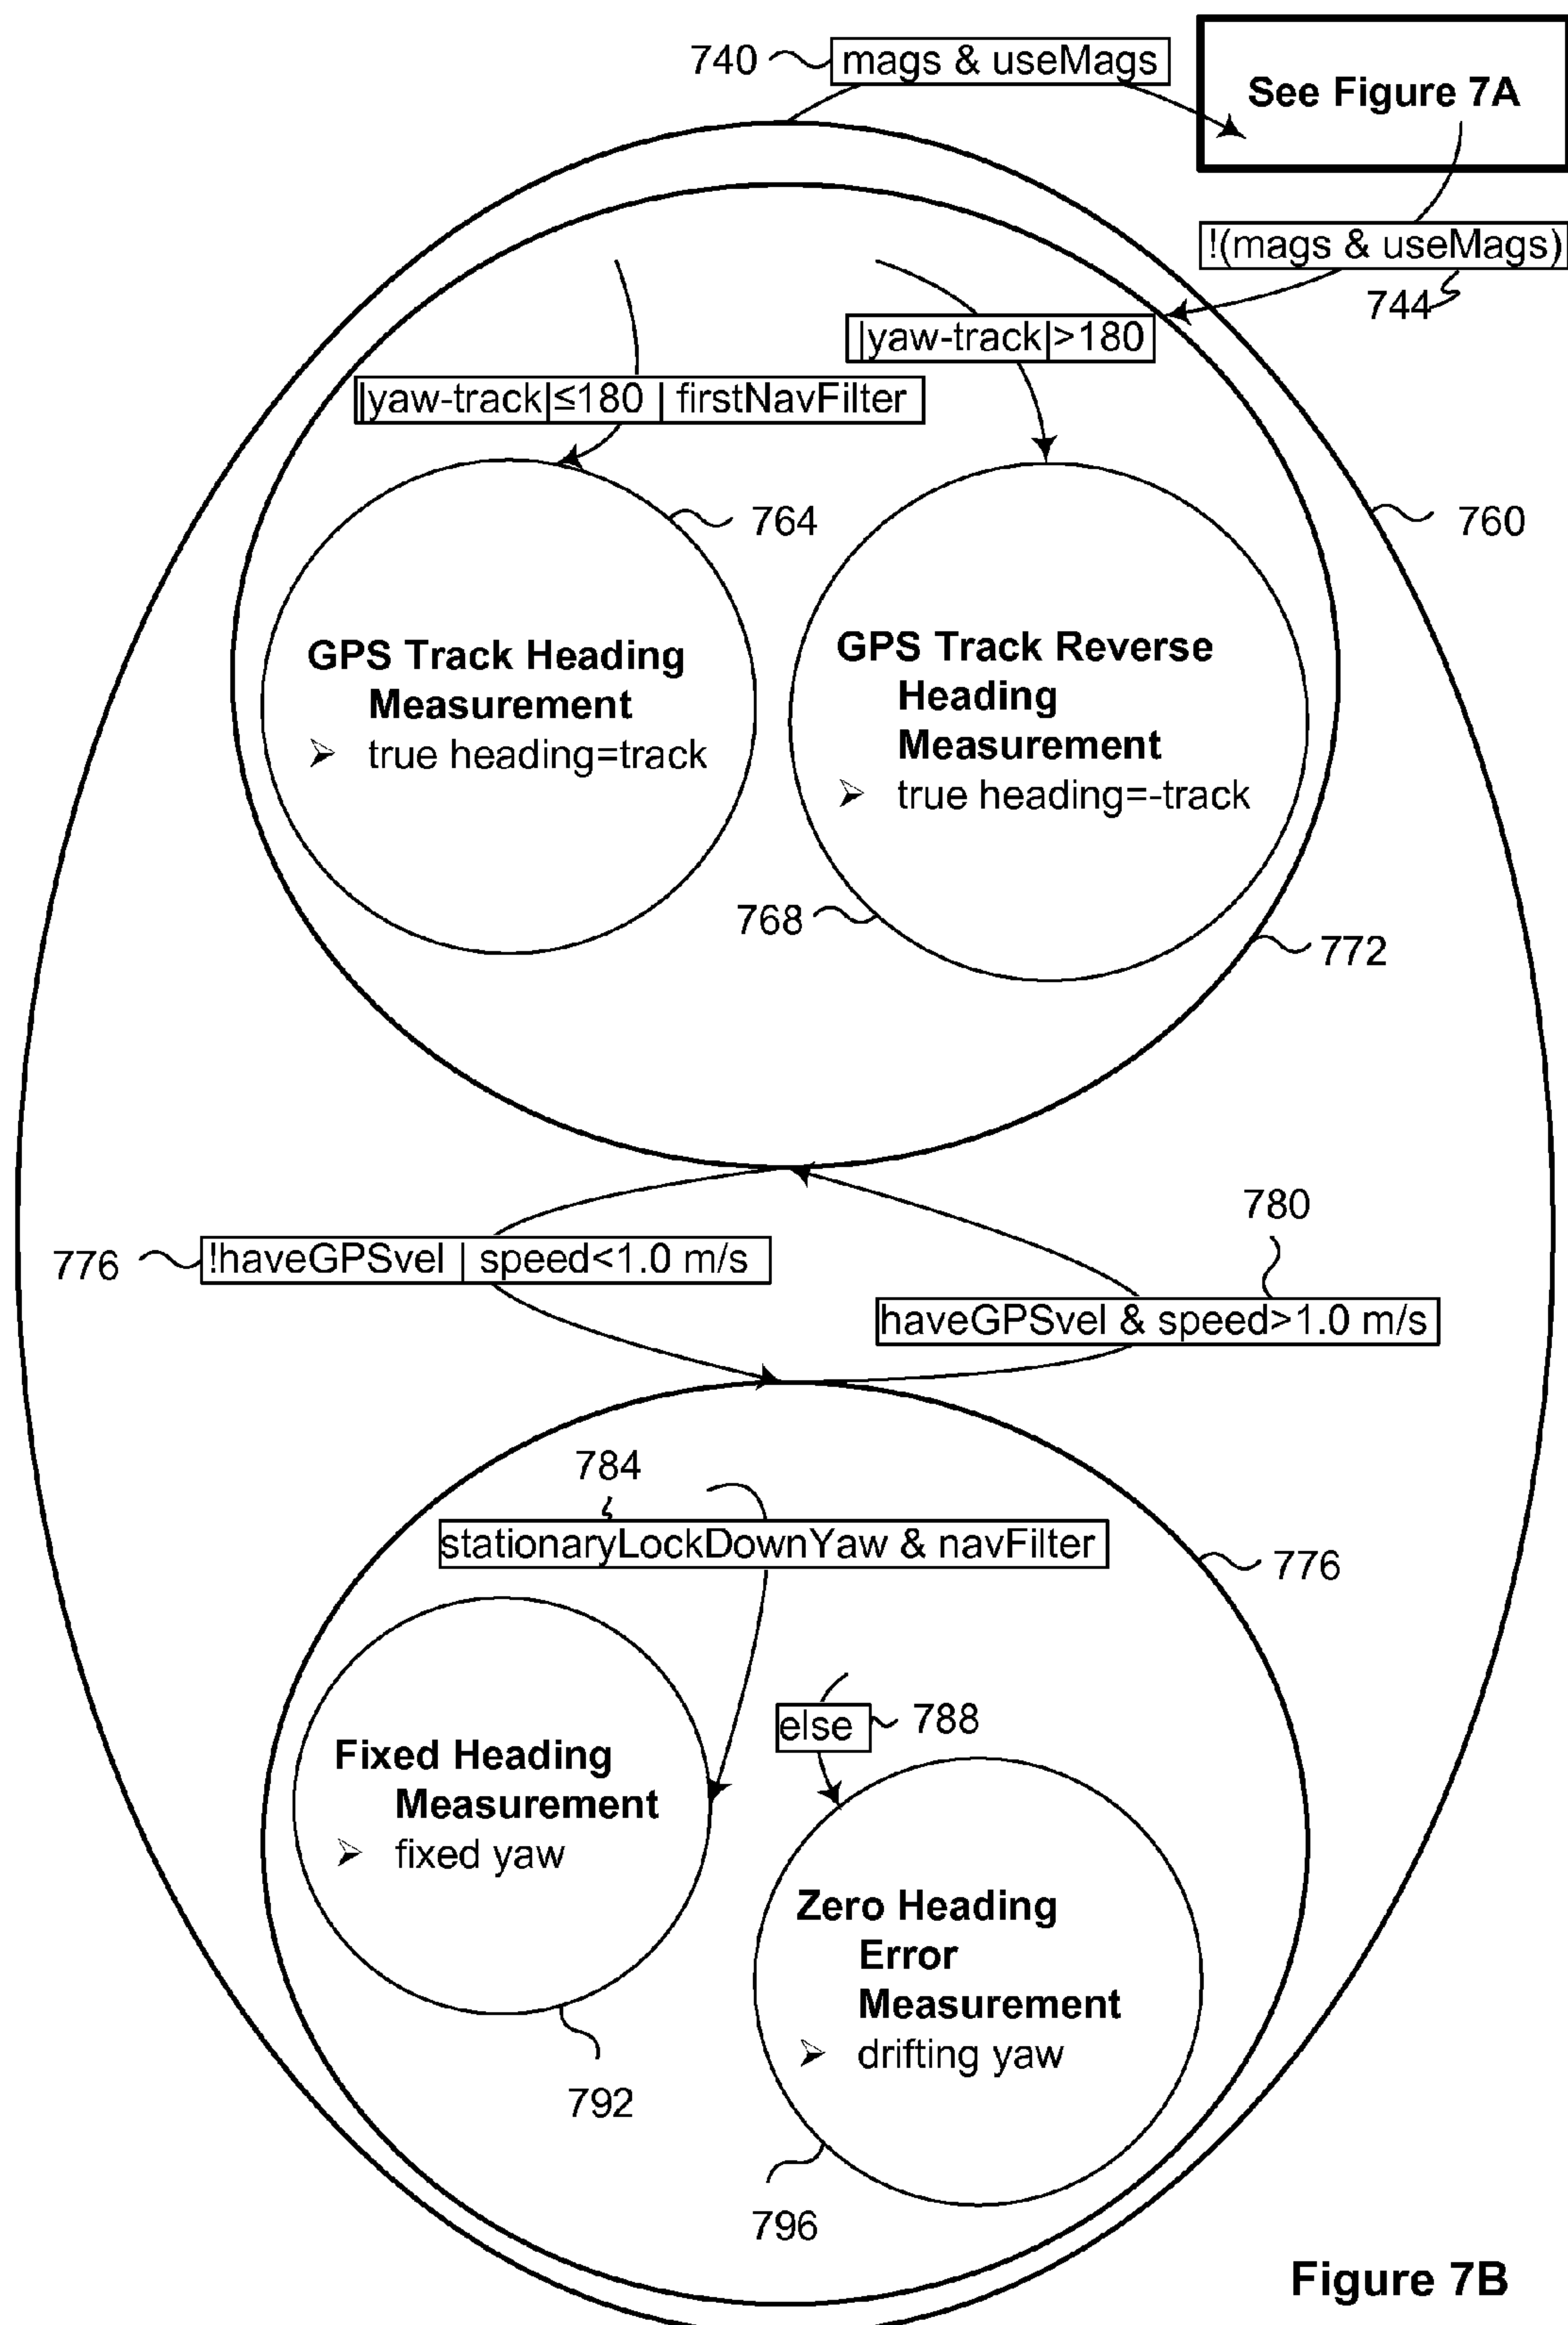 740
mags & useMags
See Figure 7A
!(mags & useMags)
744
|yaw-track|>180
|yaw-track|≤180 | firstNavFilter
764
760
GPS Track Heading
Measurement
➢ true heading=track
GPS Track Reverse
Heading
Measurement
➢ true heading=-track
768
772
780
776
!haveGPSvel | speed<1.0 m/s
haveGPSvel & speed>1.0 m/s
784
stationaryLockDownYaw & navFilter
776
else
788
Fixed Heading
Measurement
➢ fixed yaw
Zero Heading
Error
Measurement
➢ drifting yaw
792
796
Figure 7B